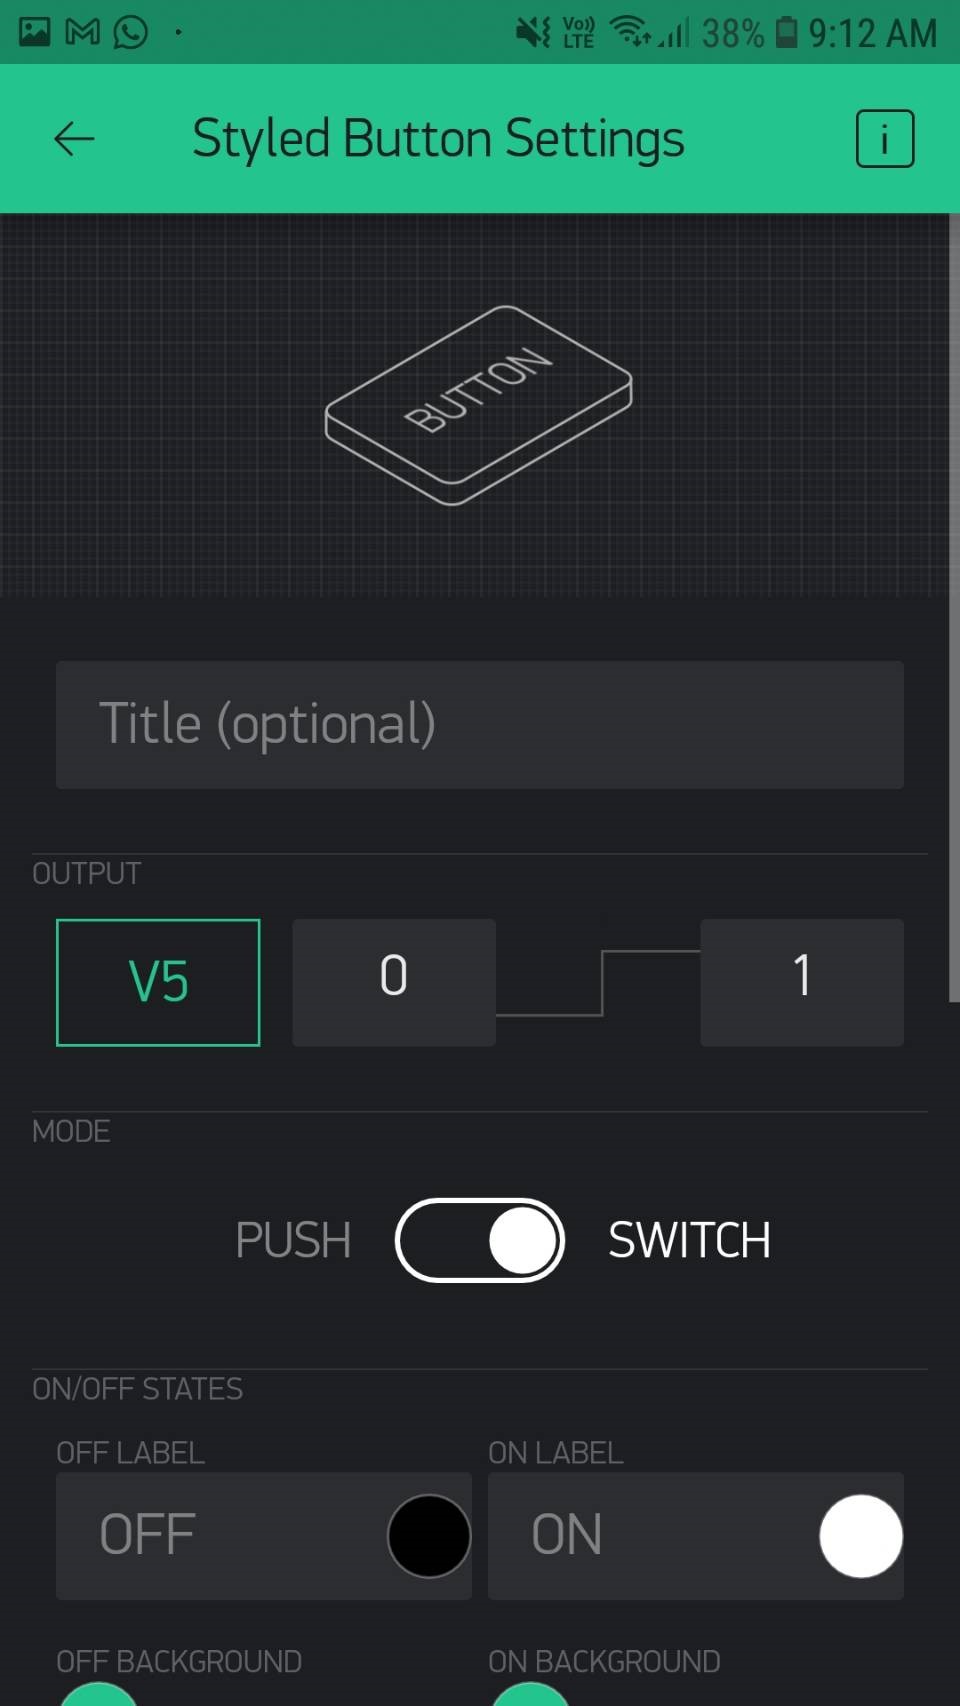 Vo)) LTE 38% 9:12 AM
Styled Button Settings i
BUTTON
Title (optional)
OUTPUT
V5 0 1
MODE
PUSH SWITCH
ON/OFF STATES
OFF LABEL ON LABEL
OFF ON
OFF BACKGROUND ON BACKGROUND